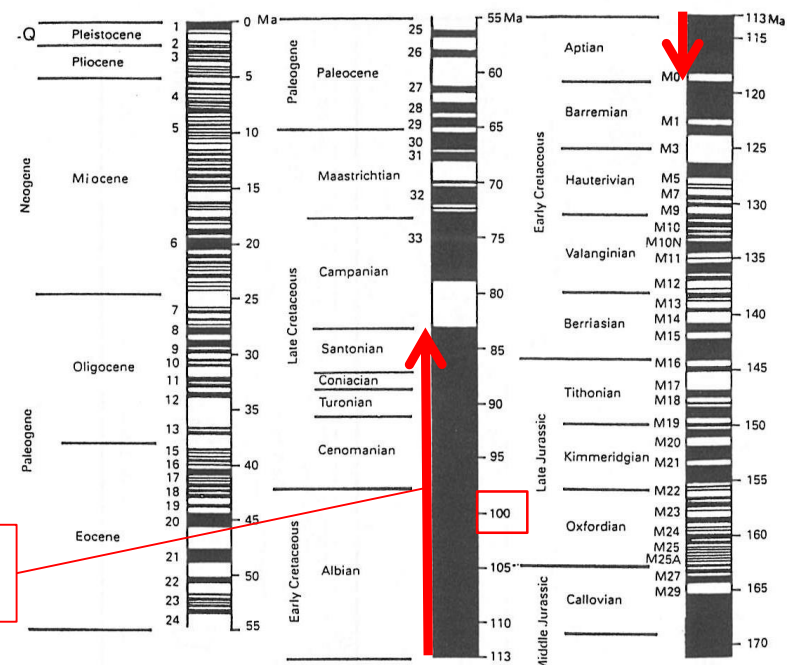 -Q
Pleistocene
Pliocene
Neogene
Miocene
Oligocene
Paleogene
Eocene
1
2
3
4
5
6
7
8
9
10
11
12
13
15
16
17
18
19
20
21
22
23
24
0 Ma
5
10
15
20
25
30
35
40
45
50
55
Paleogene
Paleocene
Maastrichtian
Late Cretaceous
Campanian
Santonian
Coniacian
Turonian
Cenomanian
Early Cretaceous
Albian
25
26
27
28
29
30
31
32
33
55 Ma
60
65
70
75
80
85
90
95
100
105
110
113
Aptian
Early Cretaceous
Barremian
Hauterivian
Valanginian
Berriasian
Tithonian
Late Jurassic
Kimmeridgian
Oxfordian
Middle Jurassic
Callovian
M0
M1
M3
M5
M7
M9
M10
M10N
M11
M12
M13
M14
M15
M16
M17
M18
M19
M20
M21
M22
M23
M24
M25
M25A
M27
M29
113 Ma
115
120
125
130
135
140
145
150
155
160
165
170